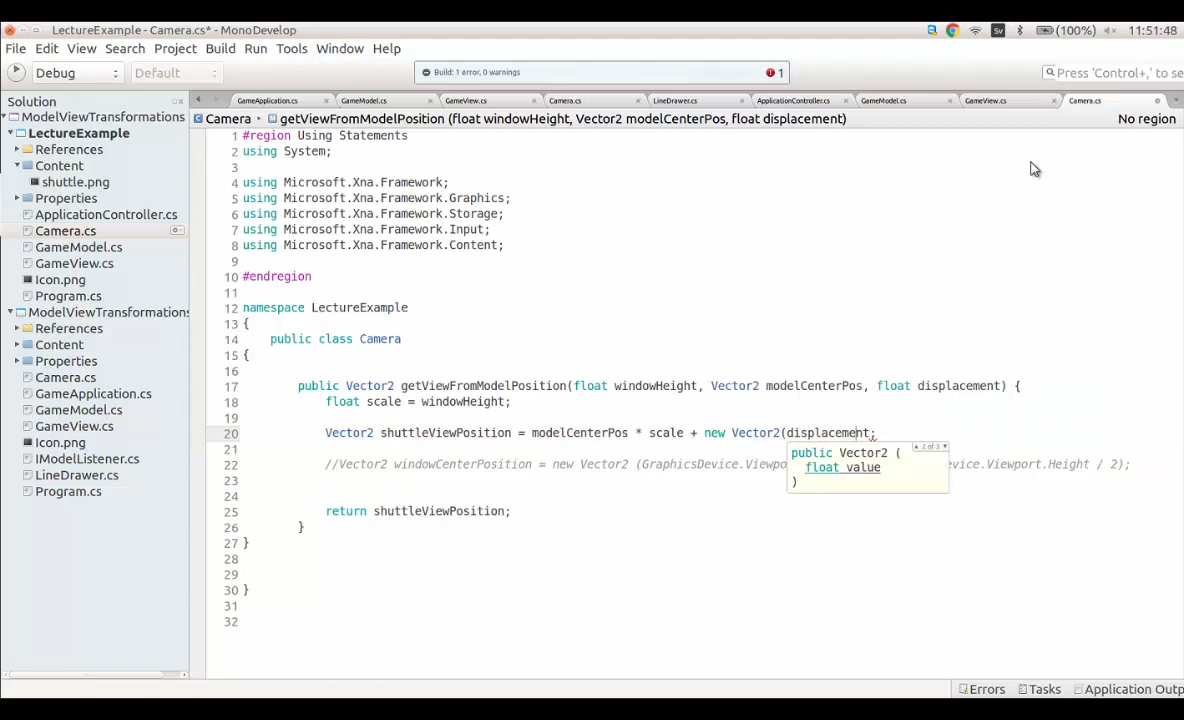 LectureExample - Camera.cs* - MonoDevelop
Sv
(100%)
11:51:48
File Edit View Search Project Build Run Tools Window Help
Debug
Default
Build: 1 error, 0 warnings
1
Press 'Control+,' to se
Solution
GameApplication.cs
GameModel.cs
GameView.cs
Camera.cs
LineDrawer.cs
ApplicationController.cs
GameModel.cs
GameView.cs
Camera.cs
Camera
getViewFromModelPosition (float windowHeight, Vector2 modelCenterPos, float displacement)
No region
ModelViewTransformations
LectureExample
References
Content
shuttle.png
Properties
ApplicationController.cs
Camera.cs
GameModel.cs
GameView.cs
Icon.png
Program.cs
ModelViewTransformations
References
Content
Properties
Camera.cs
GameApplication.cs
GameModel.cs
GameView.cs
Icon.png
IModelListener.cs
LineDrawer.cs
Program.cs
1 #region Using Statements
2 using System;
3
4 using Microsoft.Xna.Framework;
5 using Microsoft.Xna.Framework.Graphics;
6 using Microsoft.Xna.Framework.Storage;
7 using Microsoft.Xna.Framework.Input;
8 using Microsoft.Xna.Framework.Content;
9
10 #endregion
11
12 namespace LectureExample
13 {
14 public class Camera
15 {
16
17 public Vector2 getViewFromModelPosition(float windowHeight, Vector2 modelCenterPos, float displacement) {
18 float scale = windowHeight;
19
20 Vector2 shuttleViewPosition = modelCenterPos * scale + new Vector2(displacement;
21
22 //Vector2 windowCenterPosition = new Vector2 (GraphicsDevice.Viewpo
evice.Viewport.Height / 2);
23
24
25 return shuttleViewPosition;
26 }
27 }
28
29
30 }
31
32
2 of 3
public Vector2 (
float value
)
Errors
Tasks
Application Outp